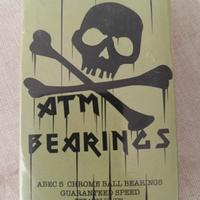 ATM
BEARINGS
ABEC 5 CHROME BALL BEARINGS
GUARANTEED SPEED